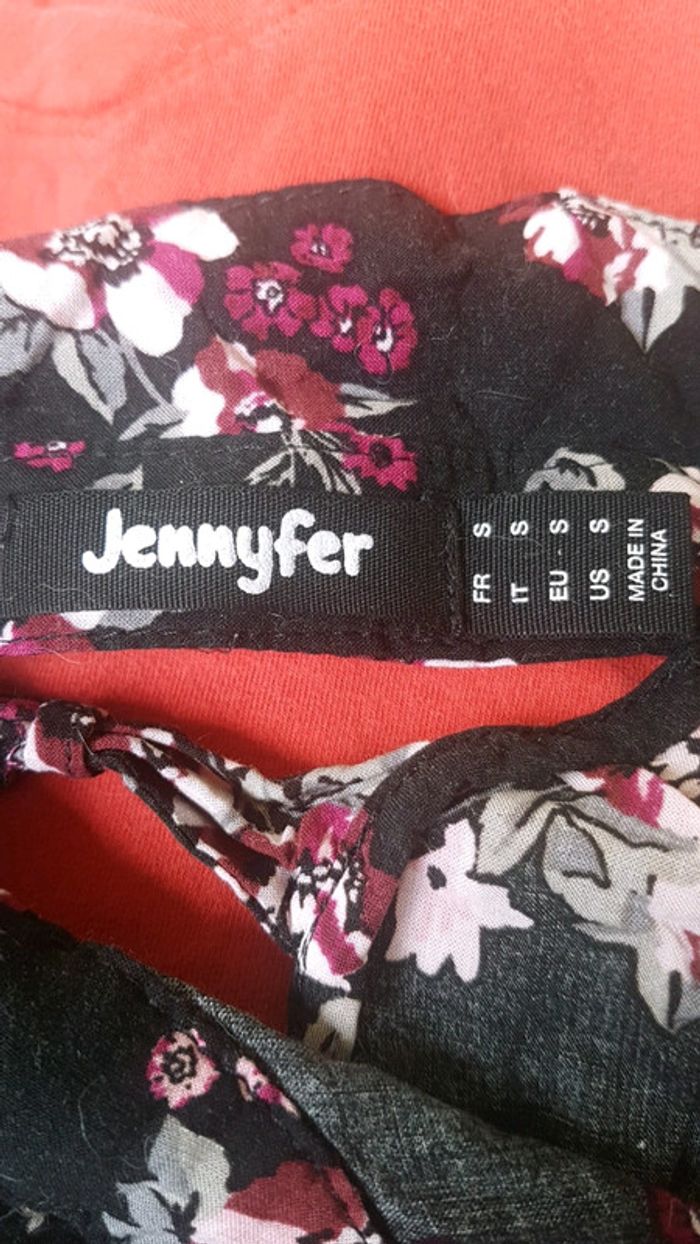 Jennyfer
FR S
IT S
EU - S
US S
MADE IN
CHINA